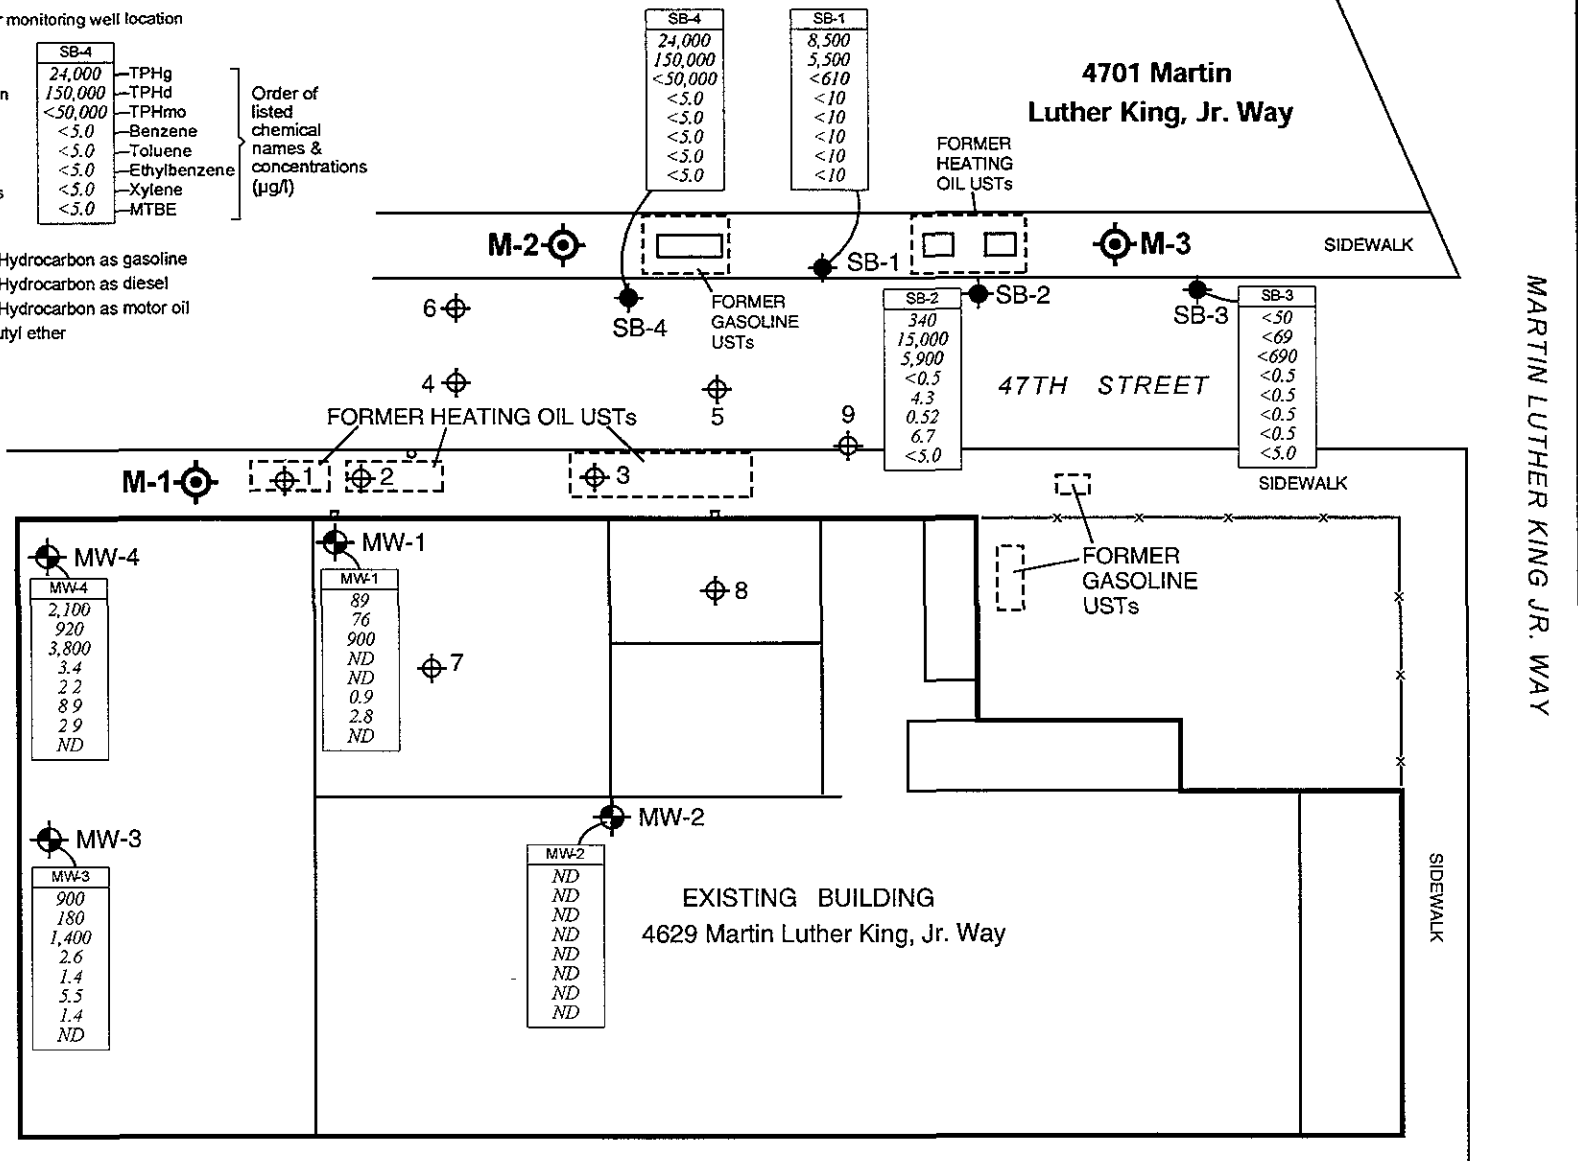 r monitoring well location
SB-4
24,000 TPHg
150,000 TPHd
<50,000 TPHmo
<5.0 Benzene
<5.0 Toluene
<5.0 Ethylbenzene
<5.0 Xylene
<5.0 MTBE
Order of
listed
chemical
names &
concentrations
(µg/l)
n
s
Hydrocarbon as gasoline
Hydrocarbon as diesel
Hydrocarbon as motor oil
utyl ether
SB-4
24,000
150,000
<50,000
<5.0
<5.0
<5.0
<5.0
<5.0
SB-1
8,500
5,500
<610
<10
<10
<10
<10
<10
4701 Martin
Luther King, Jr. Way
FORMER
HEATING
OIL USTs
M-2
M-3
SIDEWALK
SB-1
SB-2
SB-3
SB-4
FORMER
GASOLINE
USTs
SB-2
340
15,000
5,900
<0.5
4.3
0.52
6.7
<5.0
SB-3
<50
<69
<690
<0.5
<0.5
<0.5
<0.5
<5.0
47TH STREET
6
4
5
9
FORMER HEATING OIL USTs
M-1
1
2
3
SIDEWALK
MARTIN LUTHER KING JR. WAY
MW-4
MW-4
2,100
920
3,800
3.4
2 2
8 9
2 9
ND
MW-1
MW-1
89
76
900
ND
ND
0.9
2.8
ND
7
8
FORMER
GASOLINE
USTs
MW-3
MW-3
900
180
1,400
2.6
1.4
5.5
1.4
ND
MW-2
MW-2
ND
ND
ND
ND
ND
ND
ND
ND
EXISTING BUILDING
4629 Martin Luther King, Jr. Way
SIDEWALK